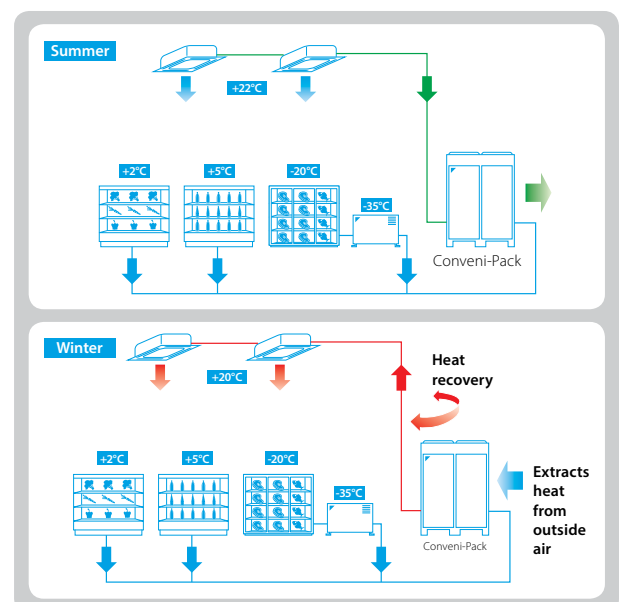 Summer
+22°C
+2°C
+5°C
-20°C
-35°C
Conveni-Pack
Winter
+20°C
Heat
recovery
+2°C
+5°C
-20°C
-35°C
Extracts
heat
from
outside
air
Conveni-Pack